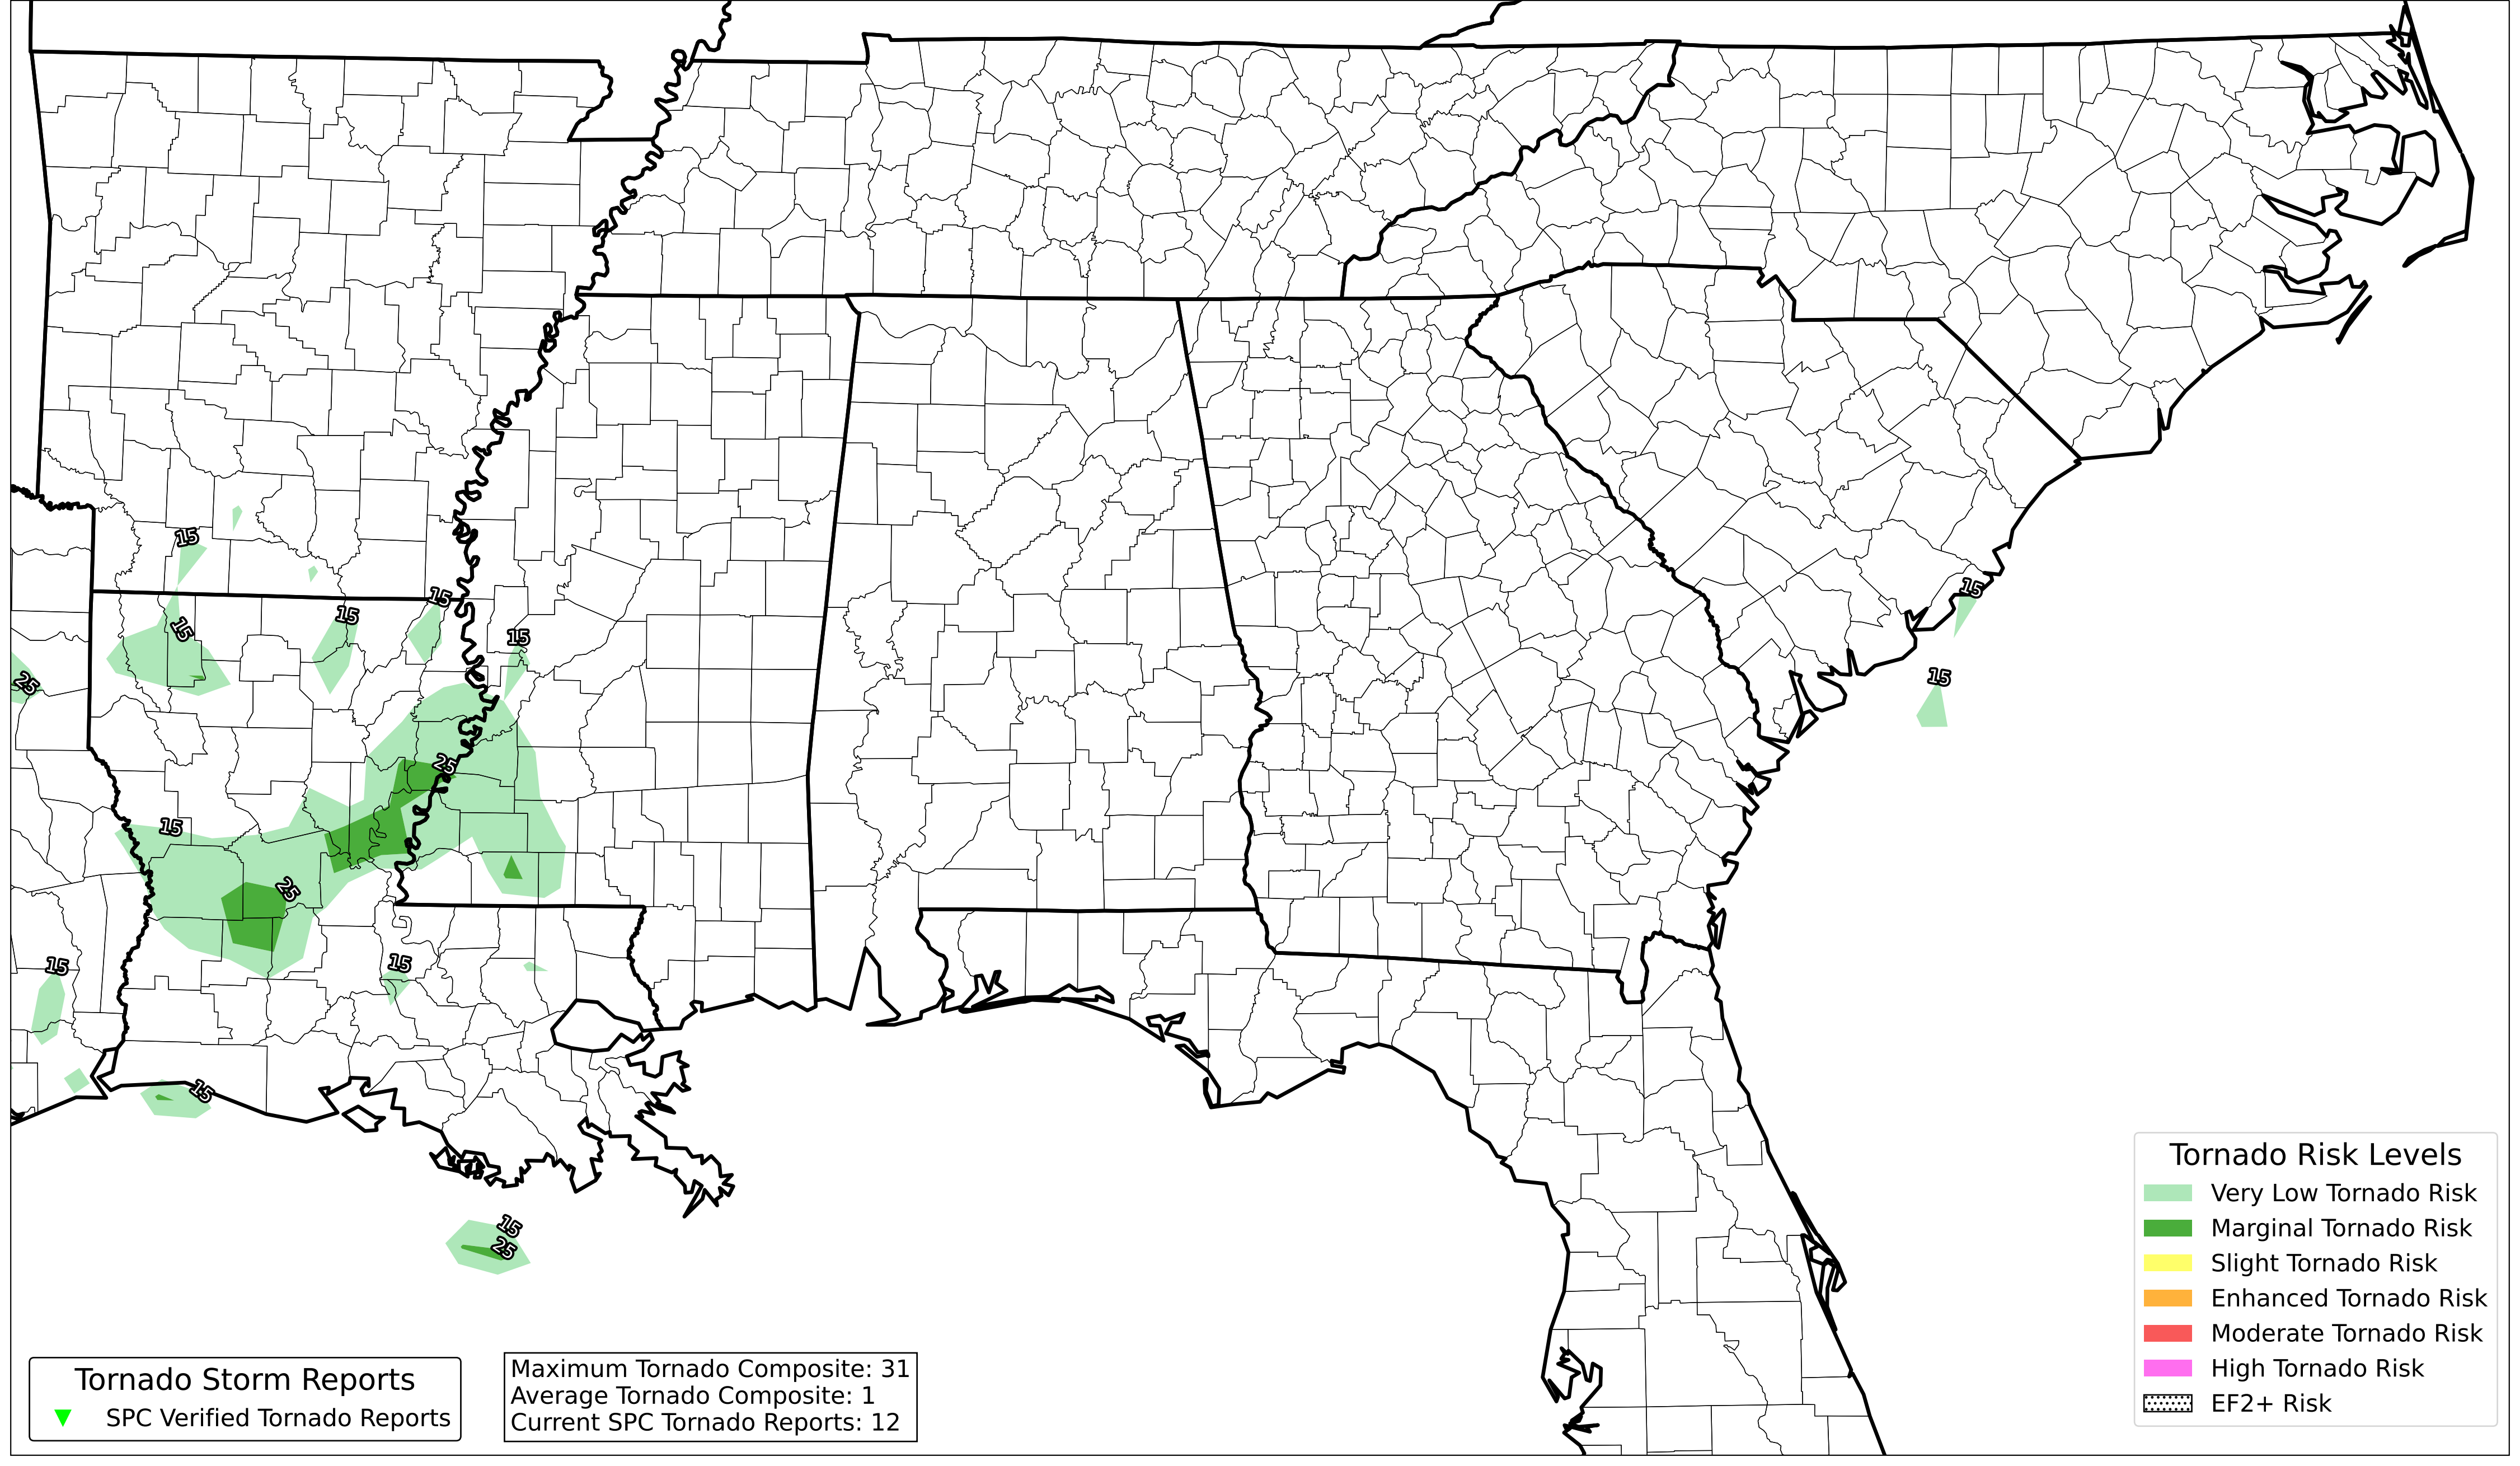 15
15
15
15
15
15
15
25
25
15
25
15
15
15
15
15
25
Tornado Risk Levels
Very Low Tornado Risk
Marginal Tornado Risk
Slight Tornado Risk
Enhanced Tornado Risk
Moderate Tornado Risk
High Tornado Risk
EF2+ Risk
Tornado Storm Reports
SPC Verified Tornado Reports
Maximum Tornado Composite: 31
Average Tornado Composite: 1
Current SPC Tornado Reports: 12